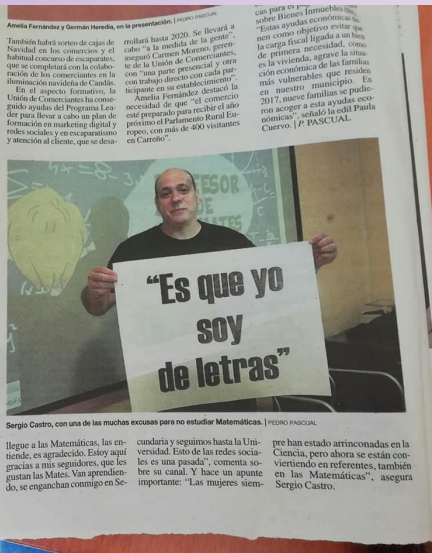 Amelia Fernández y Germán Heredia, en la presentación. | PEDRO PASCUAL
También habrá sorteo de cajas de
Navidad en los comercios y el
habitual concurso de escaparates,
que se completará con la colabo-
ración de los comerciantes en la
iluminación navideña de Candás.
En el aspecto formativo, la
Unión de Comerciantes ha conse-
guido ayudas del Programa Lea-
der para llevar a cabo un plan de
formación en marketing digital y
redes sociales y en escaparatismo
y atención al cliente, que se desa-
rrollará hasta 2020. Se llevará a
cabo "a la medida de la gente",
aseguró Carmen Moreno, geren-
te de la Unión de Comerciantes,
con "una parte presencial y otra
de trabajo directo con cada par-
ticipante en su establecimiento".
Amelia Fernández destacó la
necesidad de que "el comercio
esté preparado para recibir el año
próximo el Parlamento Rural Eu-
ropeo, con más de 400 visitantes
en Carreño".
sobre Bienes Inmuebles
"Estas ayudas económicas
nen como objetivo evitar que
la carga fiscal ligada a un bien
de primera necesidad, como
es la vivienda, agrave la situa-
ción económica de las familias
más vulnerables que residen
en nuestro municipio. En
2017, nueve familias se pudie-
ron acoger a esta ayudas eco-
nómicas", señaló la edil Paula
Cuervo. | P. PASCUAL
"Es que yo
soy
de letras"
Sergio Castro, con una de las muchas excusas para no estudiar Matemáticas. | PEDRO PASCUAL
llegue a las Matemáticas, las en-
tiende, es agradecido. Estoy aquí
gracias a mis seguidores, que les
gustan las Mates. Van aprendien-
do, se enganchan conmigo en Se-
cundaria y seguimos hasta la Uni-
versidad. Esto de las redes socia-
les es una pasada", comenta so-
bre su canal. Y hace un apunte
importante: "Las mujeres siem-
pre han estado arrinconadas en la
Ciencia, pero ahora se están con-
viertiendo en referentes, también
en las Matemáticas", asegura
Sergio Castro.